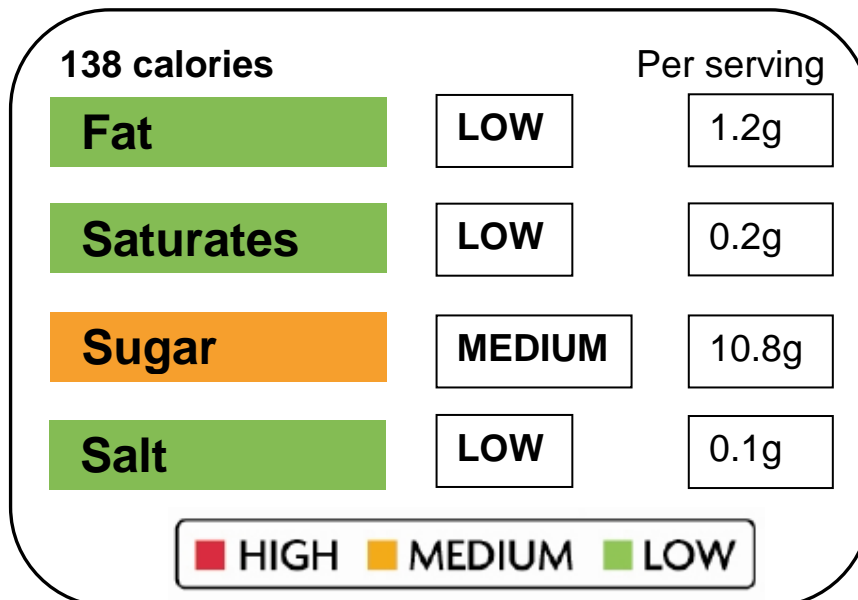 138 calories Per serving
Fat LOW 1.2g
Saturates LOW 0.2g
Sugar MEDIUM 10.8g
Salt LOW 0.1g
HIGH MEDIUM LOW